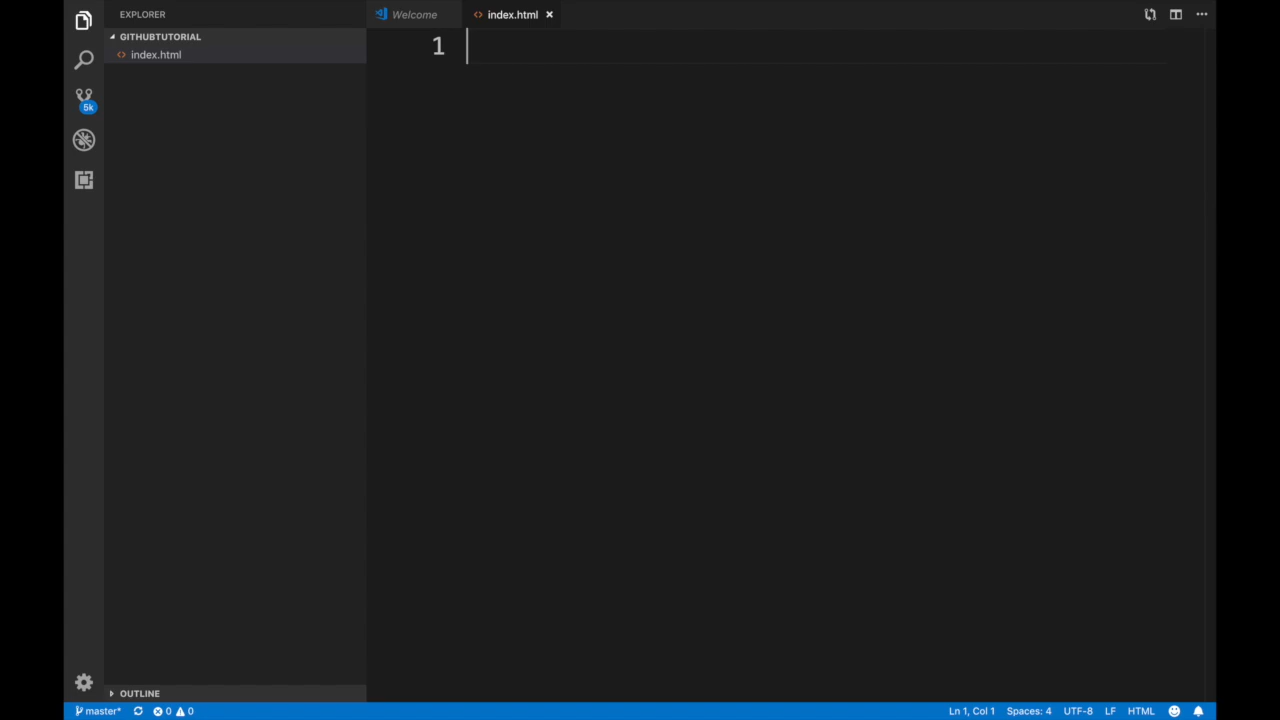 EXPLORER
Welcome
index.html
GITHUBTUTORIAL
index.html
1
5k
OUTLINE
master* 0 0
Ln 1, Col 1 Spaces: 4 UTF-8 LF HTML